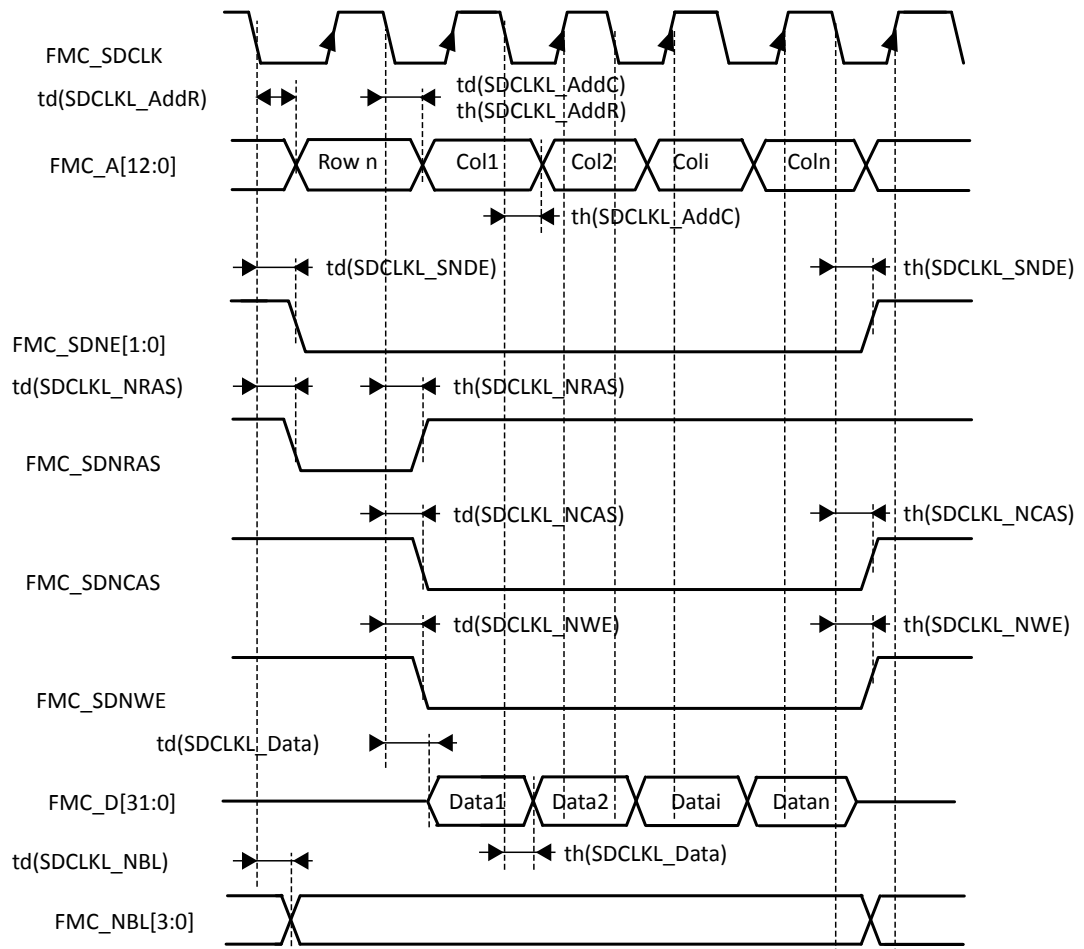 FMC_SDCLK
td(SDCLKL_AddR)
td(SDCLKL_AddC)
th(SDCLKL_AddR)
FMC_A[12:0]
Row n
Col1
Col2
Coli
Coln
th(SDCLKL_AddC)
td(SDCLKL_SNDE)
th(SDCLKL_SNDE)
FMC_SDNE[1:0]
td(SDCLKL_NRAS)
th(SDCLKL_NRAS)
FMC_SDNRAS
td(SDCLKL_NCAS)
th(SDCLKL_NCAS)
FMC_SDNCAS
td(SDCLKL_NWE)
th(SDCLKL_NWE)
FMC_SDNWE
td(SDCLKL_Data)
FMC_D[31:0]
Data1
Data2
Datai
Datan
th(SDCLKL_Data)
td(SDCLKL_NBL)
FMC_NBL[3:0]